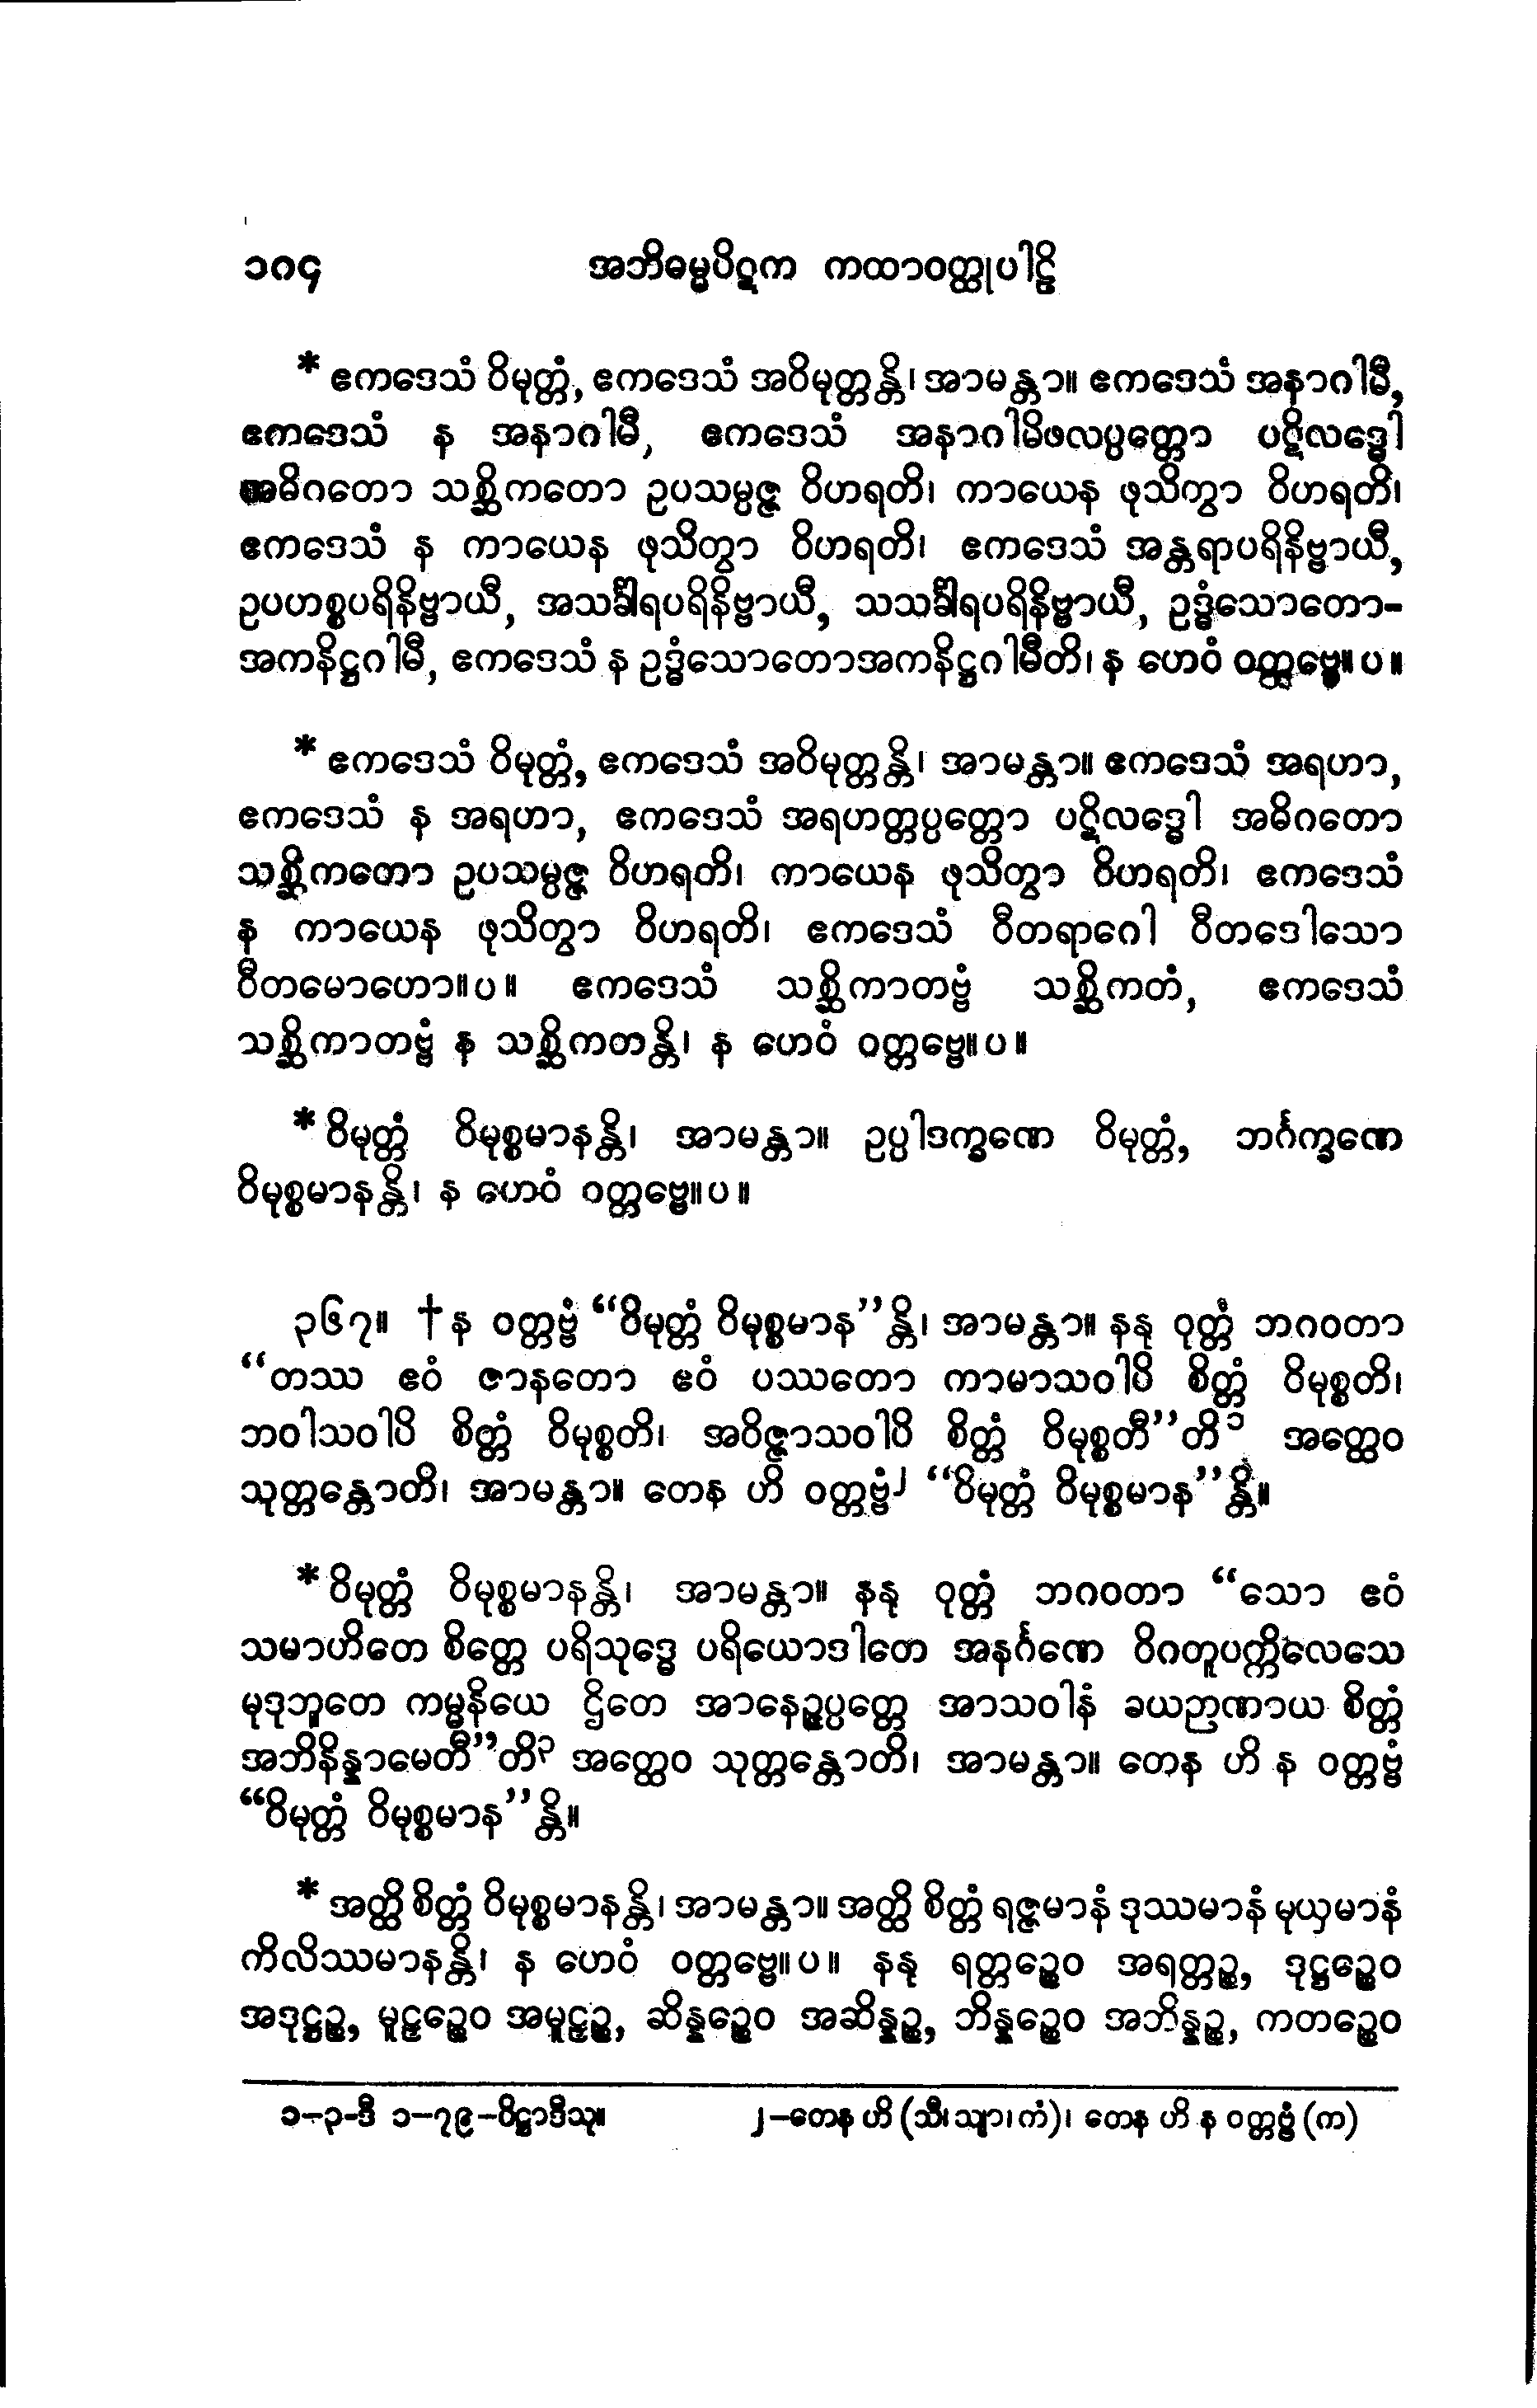 ၁၈၄ အဘိဓမ္မပိဋက ကထာဝတ္ထုပါဠိ
* ဧကဒေသံ ဝိမုတ္တံ, ဧကဒေသံ အဝိမုတ္တန္တိ၊ အာမန္တာ။ ဧကဒေသံ အနာဂါမီ,
ဧကဒေသံ န အနာဂါမီ, ဧကဒေသံ အနာဂါမိဖလပ္ပတ္တော ပဋိလဒ္ဓေါ
အဓိဂတော သစ္ဆိကတော ဥပသမ္ပဇ္ဇ ဝိဟရတိ၊ ကာယေန ဖုသိတွာ ဝိဟရတိ၊
ဧကဒေသံ န ကာယေန ဖုသိတွာ ဝိဟရတိ၊ ဧကဒေသံ အန္တရာပရိနိဗ္ဗာယီ,
ဥပဟစ္စပရိနိဗ္ဗာယီ, အသင်္ခါရပရိနိဗ္ဗာယီ, သသင်္ခါရပရိနိဗ္ဗာယီ, ဥဒ္ဓံသောတော-
အကနိဋ္ဌဂါမီ, ဧကဒေသံ န ဥဒ္ဓံသောတောအကနိဋ္ဌဂါမီတိ၊ န ဟေဝံ ဝတ္တဗ္ဗေ။ပ။
* ဧကဒေသံ ဝိမုတ္တံ, ဧကဒေသံ အဝိမုတ္တန္တိ၊ အာမန္တာ။ ဧကဒေသံ အရဟာ,
ဧကဒေသံ န အရဟာ, ဧကဒေသံ အရဟတ္တပ္ပတ္တော ပဋိလဒ္ဓေါ အဓိဂတော
သစ္ဆိကတော ဥပသမ္ပဇ္ဇ ဝိဟရတိ၊ ကာယေန ဖုသိတွာ ဝိဟရတိ၊ ဧကဒေသံ
န ကာယေန ဖုသိတွာ ဝိဟရတိ၊ ဧကဒေသံ ဝီတရာဂေါ ဝီတဒေါသော
ဝီတမောဟော။ပ။ ဧကဒေသံ သစ္ဆိကာတဗ္ဗံ သစ္ဆိကတံ, ဧကဒေသံ
သစ္ဆိကာတဗ္ဗံ န သစ္ဆိကတန္တိ၊ န ဟေဝံ ဝတ္တဗ္ဗေ။ပ။
* ဝိမုတ္တံ ဝိမုစ္စမာနန္တိ၊ အာမန္တာ။ ဥပ္ပါဒက္ခဏေ ဝိမုတ္တံ, ဘင်္ဂက္ခဏေ
ဝိမုစ္စမာနန္တိ၊ န ဟေဝံ ဝတ္တဗ္ဗေ။ပ။
၃၆၇။ † န ဝတ္တဗ္ဗံ “ဝိမုတ္တံ ဝိမုစ္စမာန”န္တိ၊ အာမန္တာ။ နနု ဝုတ္တံ ဘဂဝတာ
“တဿ ဧဝံ ဇာနတော ဧဝံ ပဿတော ကာမာသဝါပိ စိတ္တံ ဝိမုစ္စတိ၊
ဘဝါသဝါပိ စိတ္တံ ဝိမုစ္စတိ၊ အဝိဇ္ဇာသဝါပိ စိတ္တံ ဝိမုစ္စတီ”တိ၁ အတ္ထေဝ
သုတ္တန္တောတိ၊ အာမန္တာ။ တေန ဟိ ဝတ္တဗ္ဗံ၂ “ဝိမုတ္တံ ဝိမုစ္စမာန”န္တိ။
* ဝိမုတ္တံ ဝိမုစ္စမာနန္တိ၊ အာမန္တာ။ နနု ဝုတ္တံ ဘဂဝတာ “သော ဧဝံ
သမာဟိတေ စိတ္တေ ပရိသုဒ္ဓေ ပရိယောဒါတေ အနင်္ဂဏေ ဝိဂတူပက္ကိလေသေ
မုဒုဘူတေ ကမ္မနိယေ ဌိတေ အာနေဉ္ဇပ္ပတ္တေ အာသဝါနံ ခယဉာဏာယ စိတ္တံ
အဘိနိန္နာမေတီ”တိ၃ အတ္ထေဝ သုတ္တန္တောတိ၊ အာမန္တာ။ တေန ဟိ န ဝတ္တဗ္ဗံ
“ဝိမုတ္တံ ဝိမုစ္စမာန”န္တိ။
* အတ္ထိ စိတ္တံ ဝိမုစ္စမာနန္တိ၊ အာမန္တာ။ အတ္ထိ စိတ္တံ ရဇ္ဇမာနံ ဒုဿမာနံ မုယှမာနံ
ကိလိဿမာနန္တိ၊ န ဟေဝံ ဝတ္တဗ္ဗေ။ပ။ နနု ရတ္တဉ္စေဝ အရတ္တဉ္စ, ဒုဋ္ဌဉ္စေဝ
အဒုဋ္ဌဉ္စ, မူဠှဉ္စေဝ အမူဠှဉ္စ, ဆိန္နဉ္စေဝ အဆိန္နဉ္စ, ဘိန္နဉ္စေဝ အဘိန္နဉ္စ, ကတဉ္စေဝ
၁-၃-ဒီ ၁-၇၉-ပိဋ္ဌာဒီသု။ ၂-တေန ဟိ (သီ၊သျာ၊ကံ)၊ တေန ဟိ န ဝတ္တဗ္ဗံ (က)